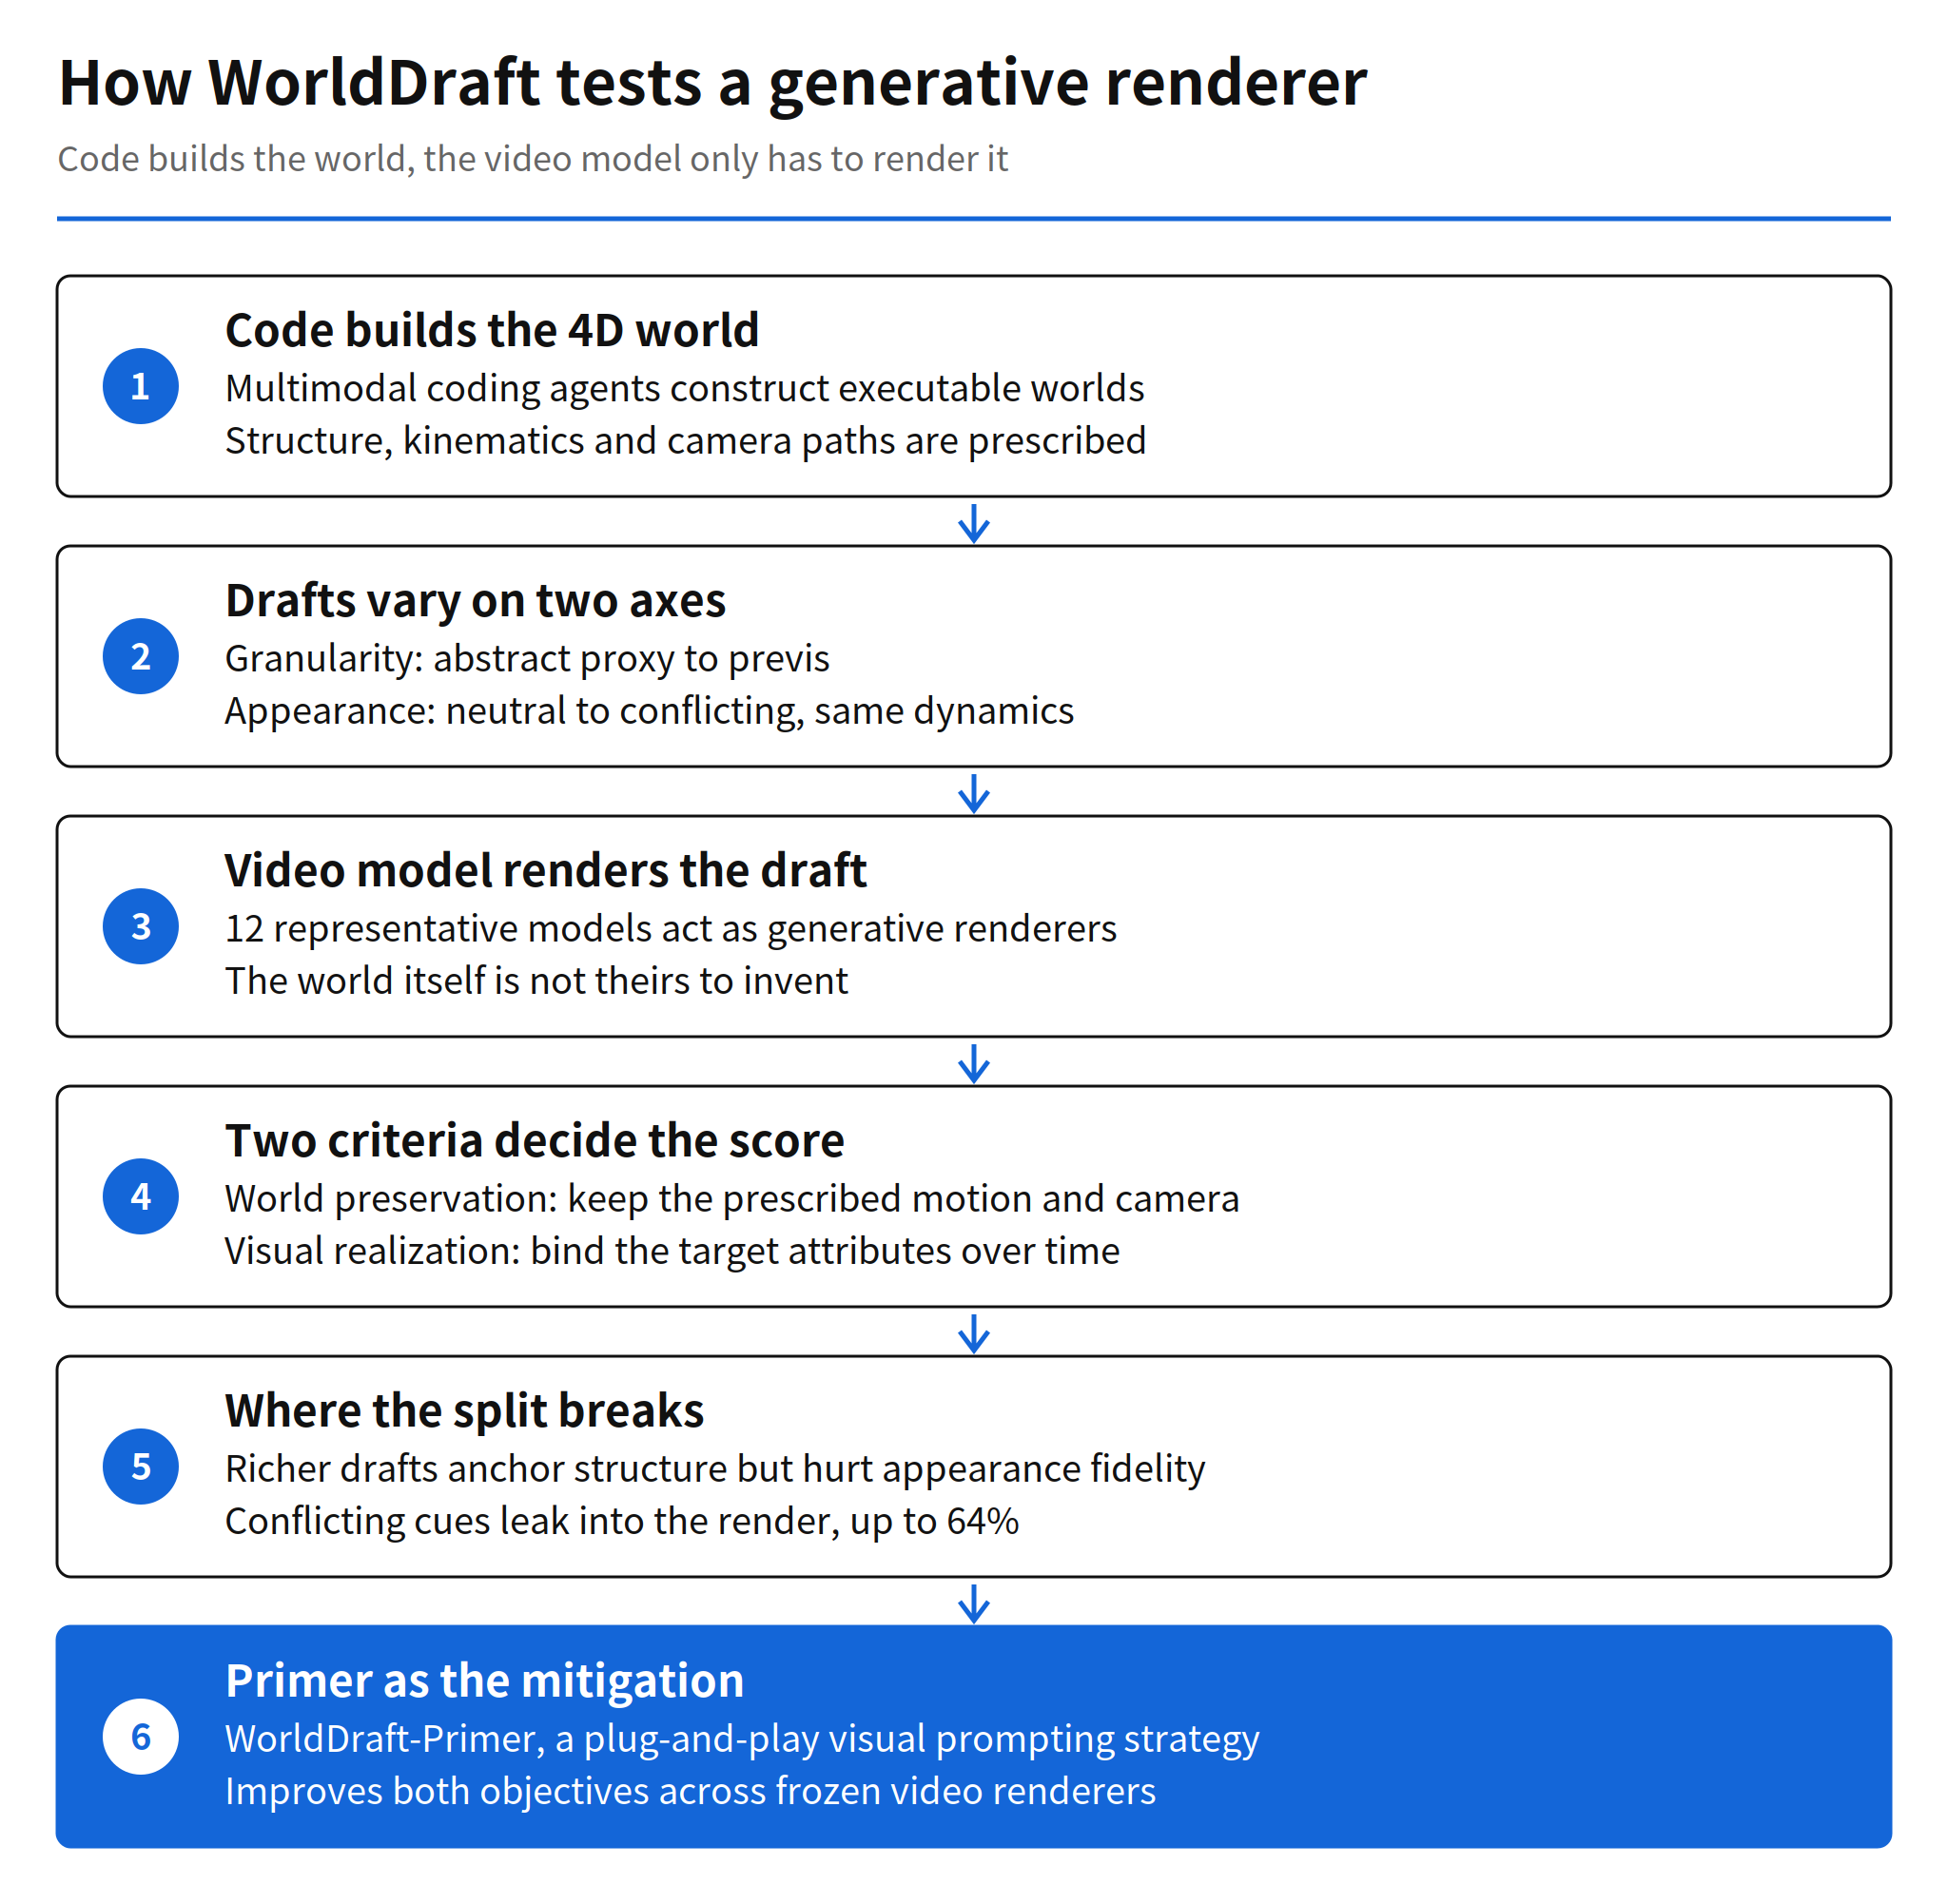 How WorldDraft tests a generative renderer
Code builds the world, the video model only has to render it
1
Code builds the 4D world
Multimodal coding agents construct executable worlds
Structure, kinematics and camera paths are prescribed
2
Drafts vary on two axes
Granularity: abstract proxy to previs
Appearance: neutral to conflicting, same dynamics
3
Video model renders the draft
12 representative models act as generative renderers
The world itself is not theirs to invent
4
Two criteria decide the score
World preservation: keep the prescribed motion and camera
Visual realization: bind the target attributes over time
5
Where the split breaks
Richer drafts anchor structure but hurt appearance fidelity
Conflicting cues leak into the render, up to 64%
6
Primer as the mitigation
WorldDraft-Primer, a plug-and-play visual prompting strategy
Improves both objectives across frozen video renderers